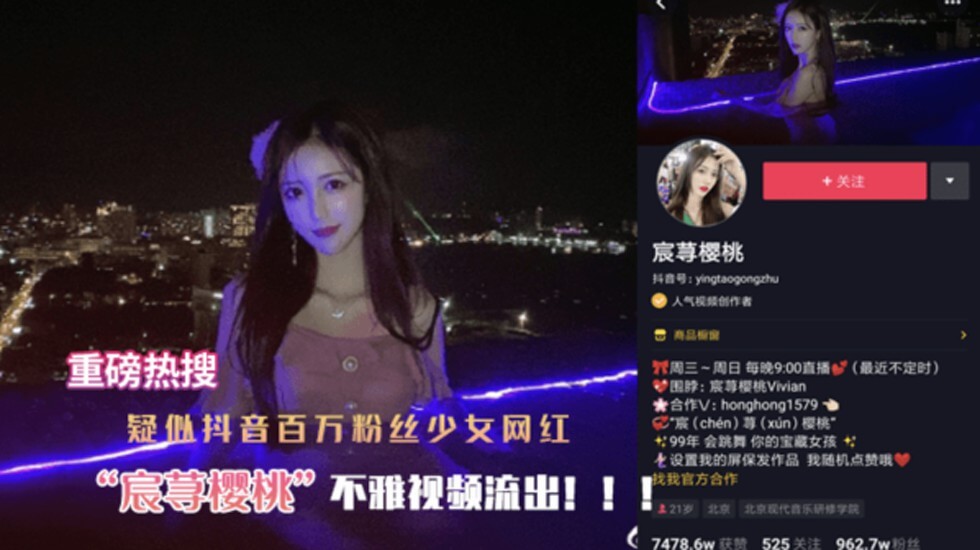 重磅热搜
疑似抖音百万粉丝少女网红
“宸荨樱桃”不雅视频流出！！！
+ 关注
宸荨樱桃
抖音号: yingtaogongzhu
人气视频创作者
商品橱窗
周三～周日 每晚9:00直播（最近不定时）
围脖: 宸荨樱桃Vivian
合作\/: honghong1579
“宸（chén）荨（xún）樱桃”
99年 会跳舞 你的宝藏女孩
设置我的屏保发作品 我随机点赞哦
找我官方合作
21岁 北京 北京现代音乐研修学院
7478.6w 获赞 525 关注 962.7w 粉丝